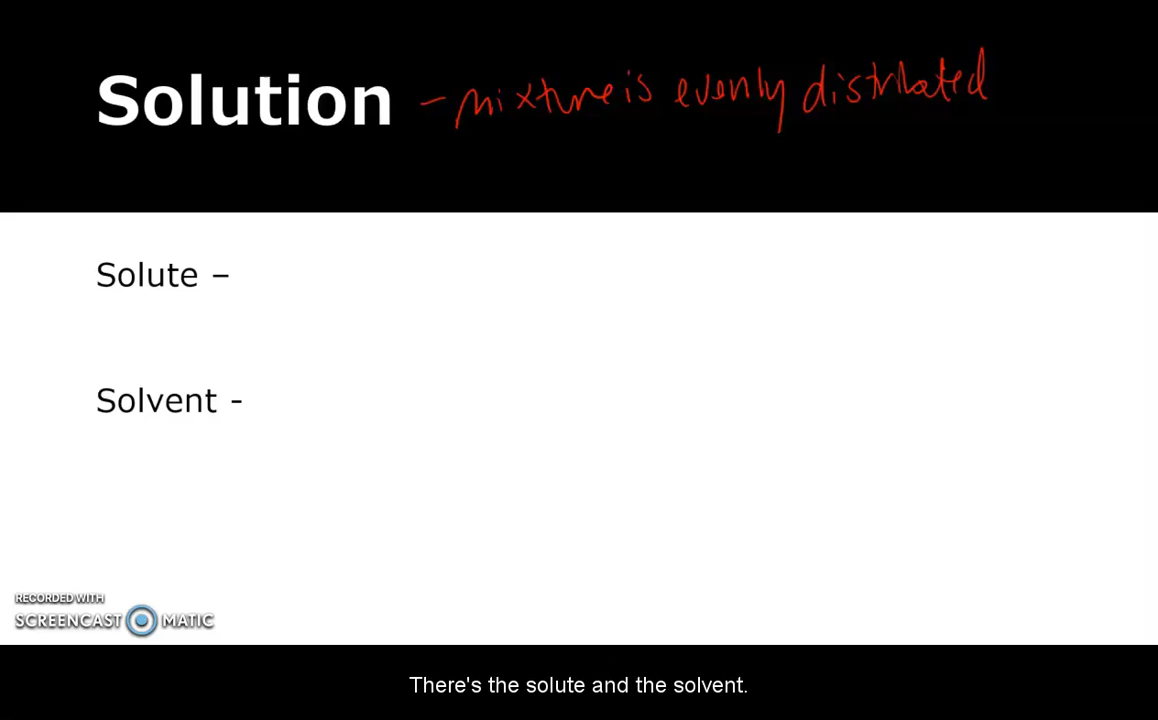 Solution - mixture is evenly distributed
Solute –
Solvent -
RECORDED WITH
SCREENCAST MATIC
There's the solute and the solvent.